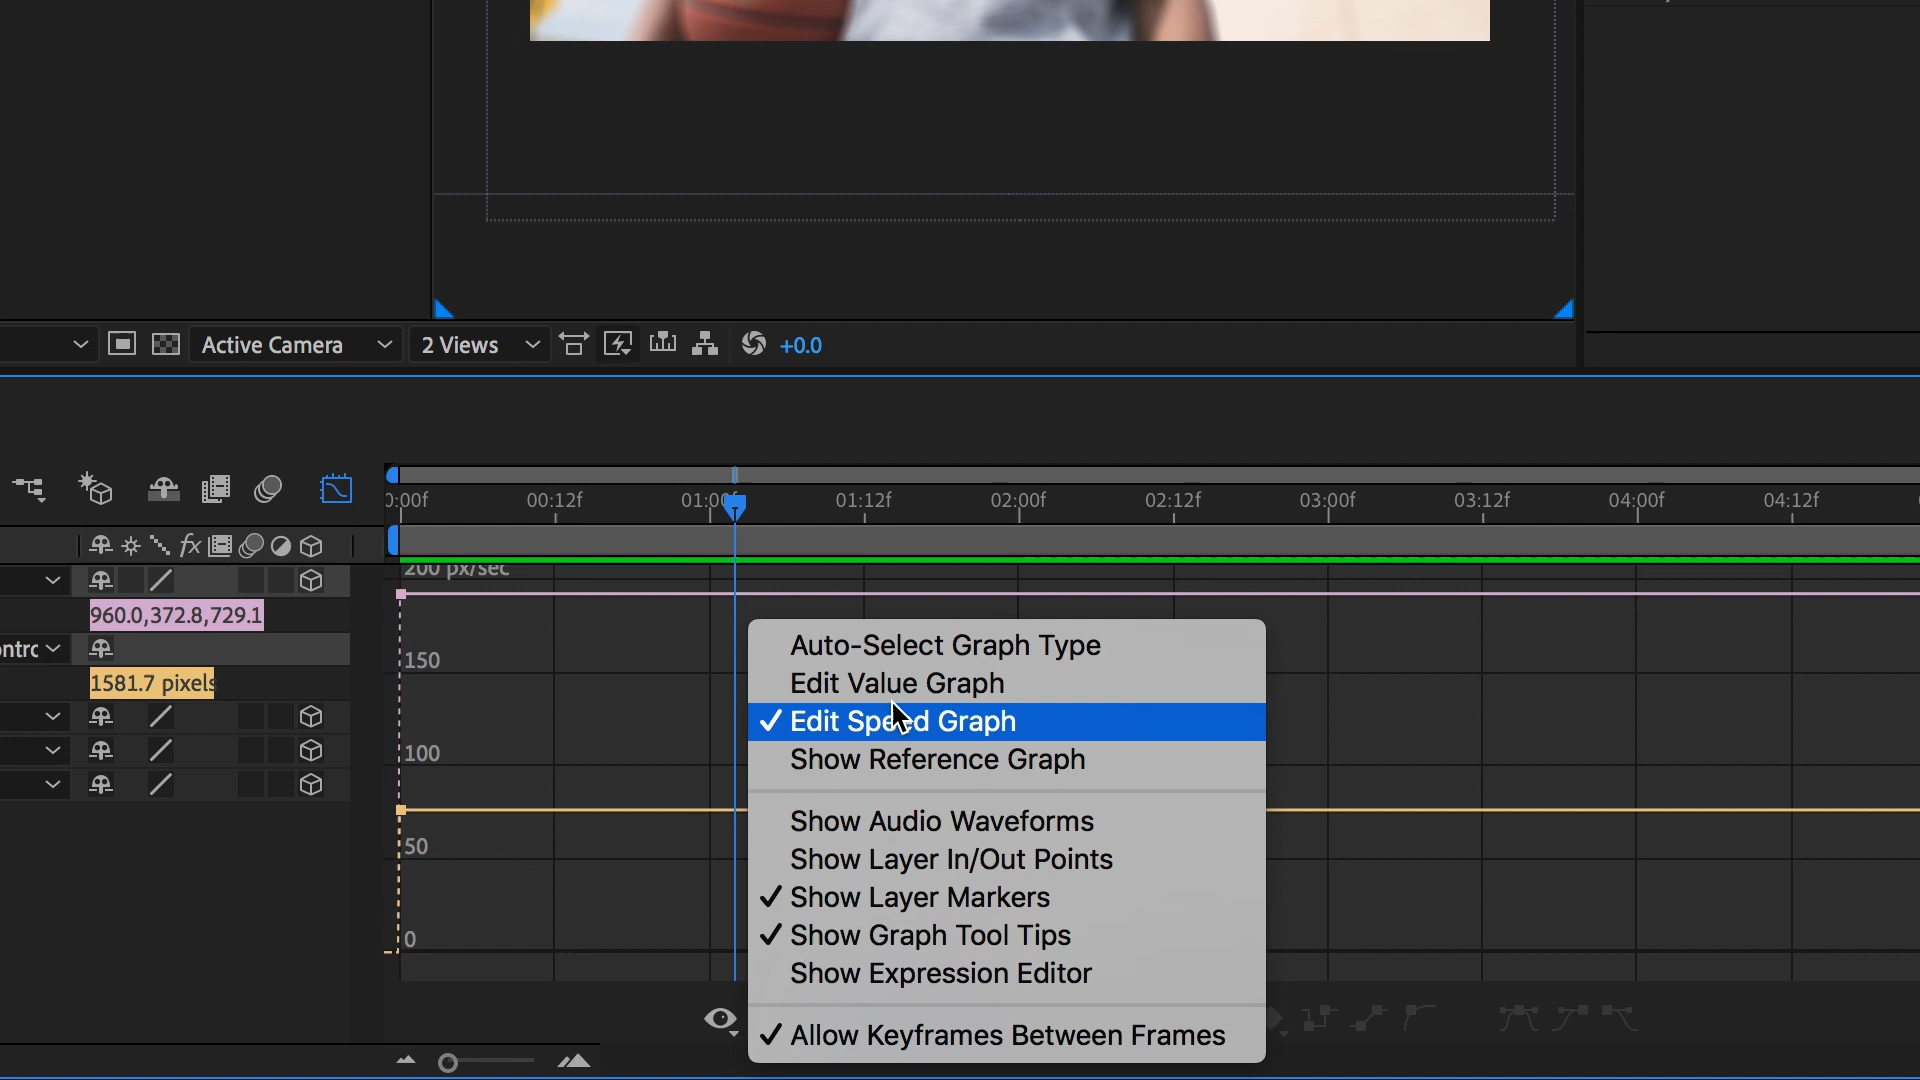 Active Camera
2 Views
+0.0
0:00f
00:12f
01:00f
01:12f
02:00f
02:12f
03:00f
03:12f
04:00f
04:12f
fx
200 px/sec
960.0,372.8,729.1
ontrc
1581.7 pixels
150
100
50
0
Auto-Select Graph Type
Edit Value Graph
✓ Edit Speed Graph
Show Reference Graph
Show Audio Waveforms
Show Layer In/Out Points
✓ Show Layer Markers
✓ Show Graph Tool Tips
Show Expression Editor
✓ Allow Keyframes Between Frames